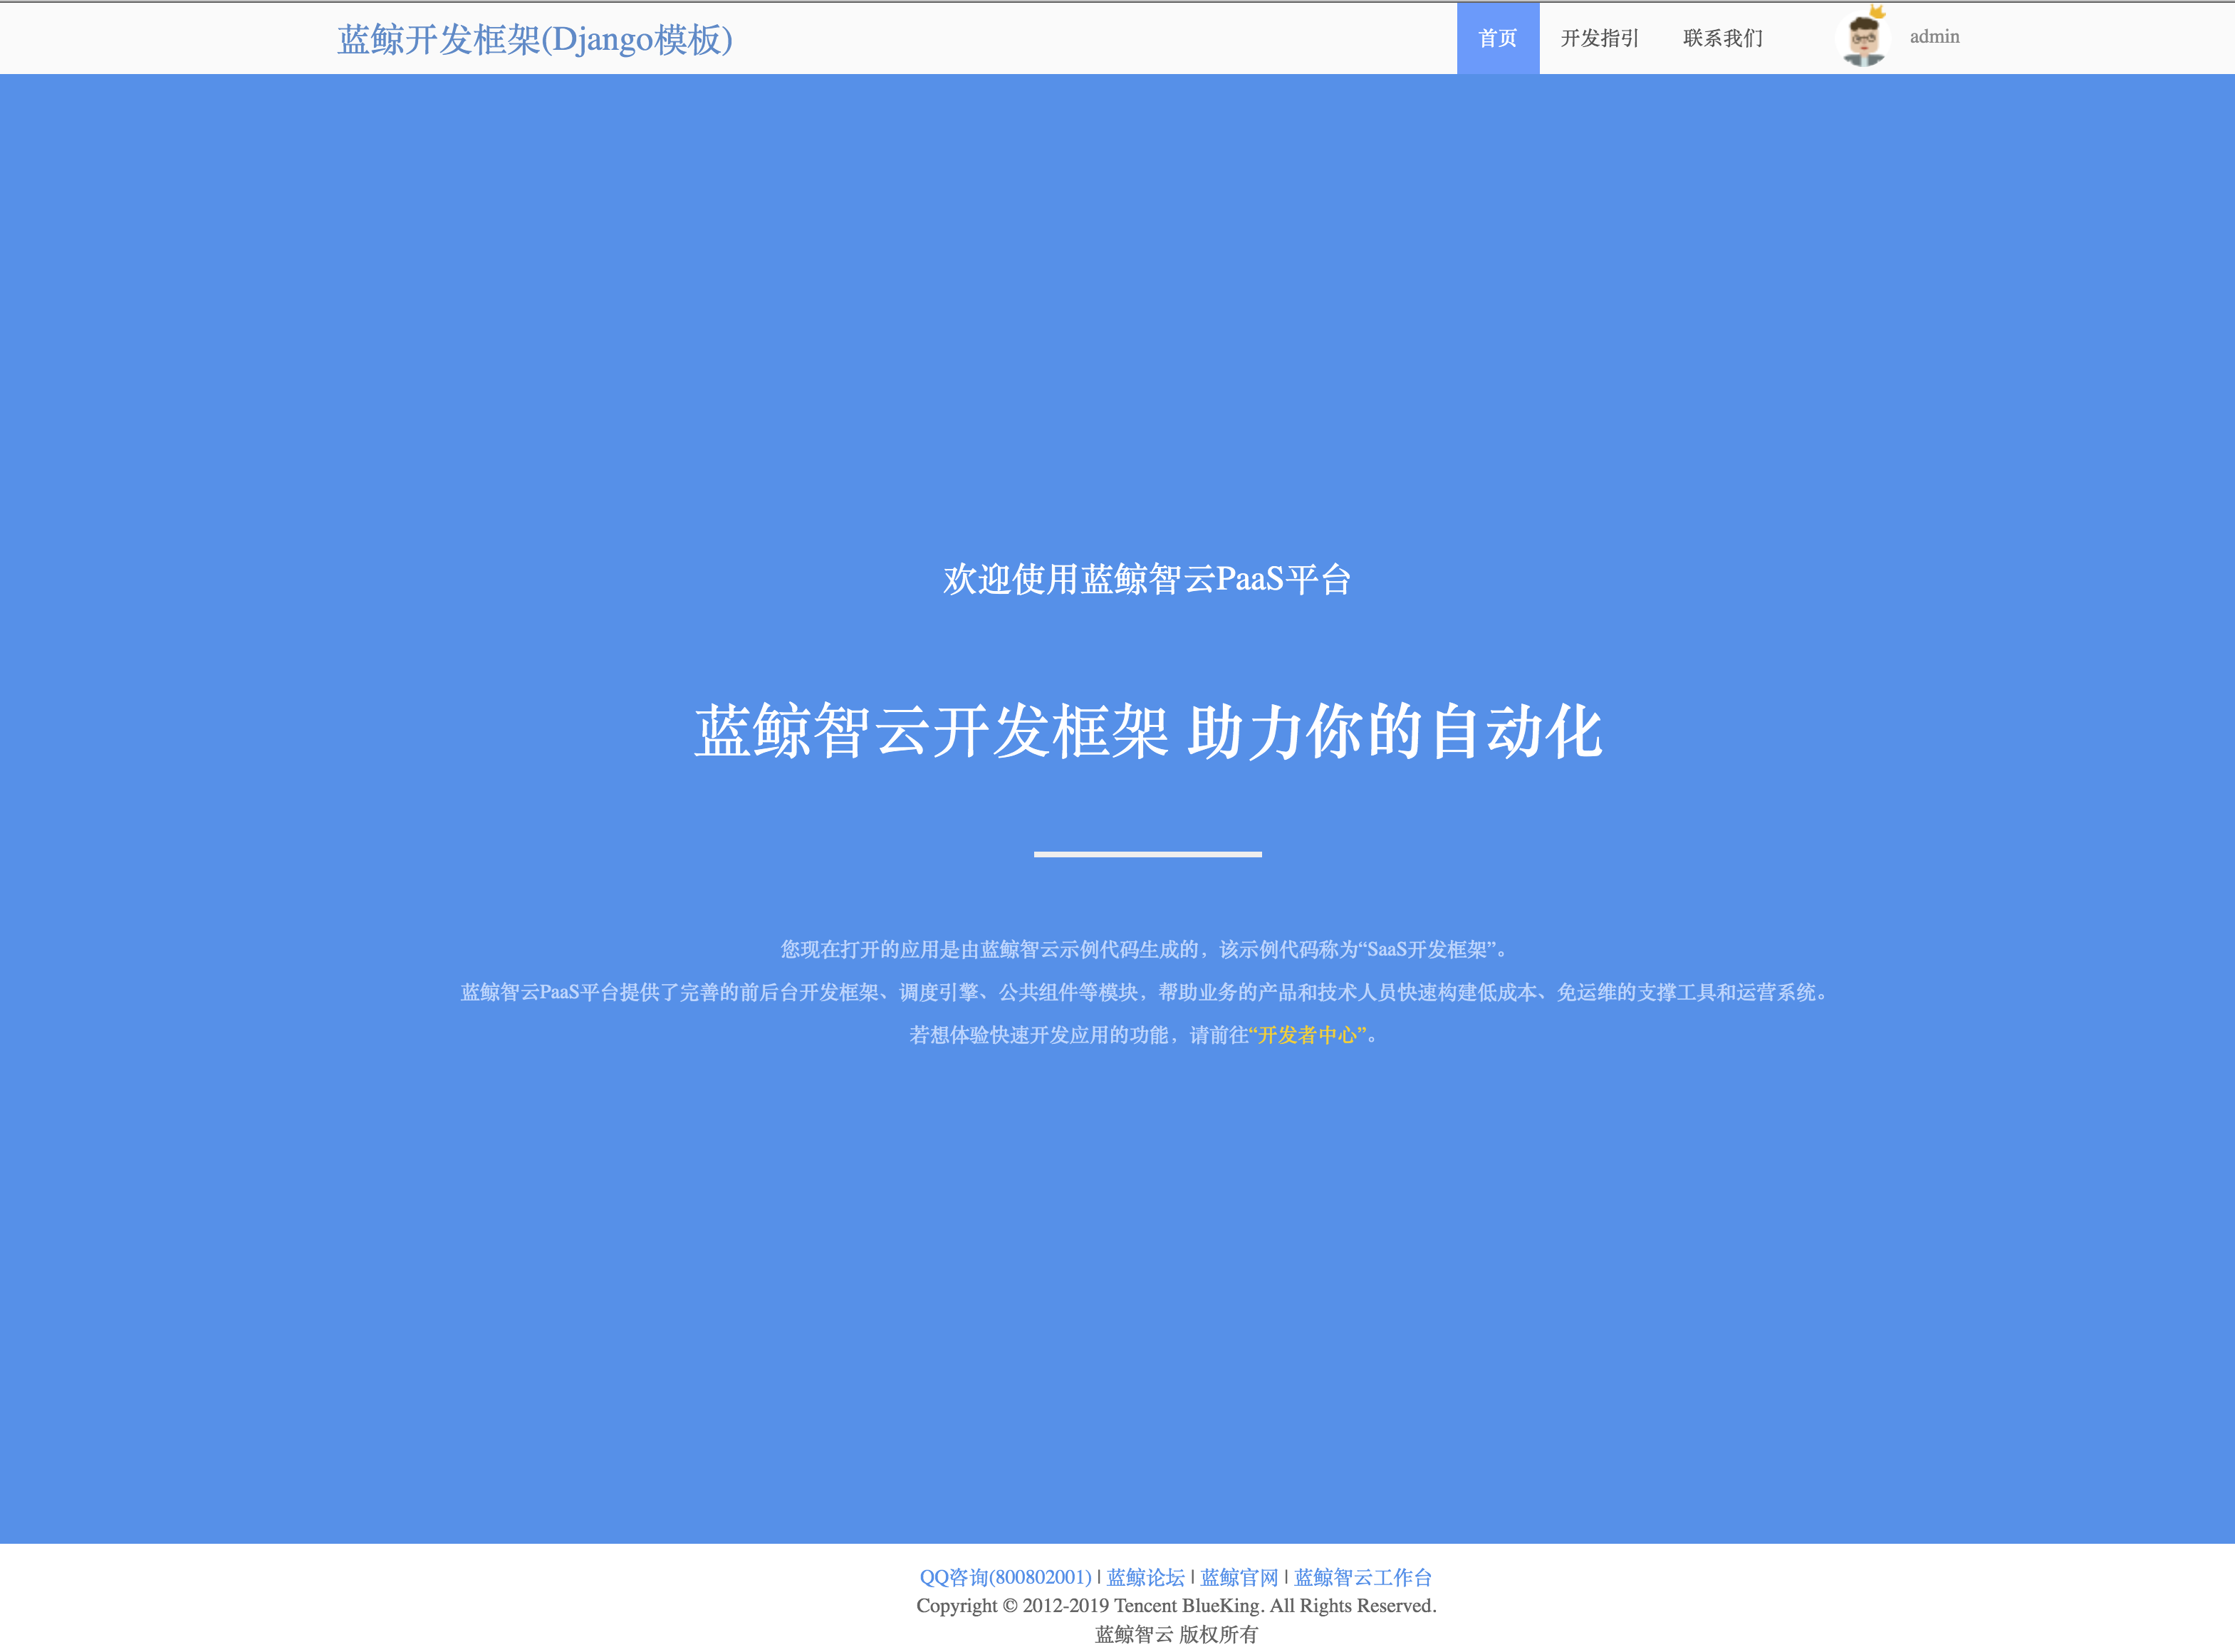 蓝鲸开发框架(Django模板) 首页 开发指引 联系我们 admin
欢迎使用蓝鲸智云PaaS平台
蓝鲸智云开发框架 助力你的自动化
您现在打开的应用是由蓝鲸智云示例代码生成的，该示例代码称为“SaaS开发框架”。
蓝鲸智云PaaS平台提供了完善的前后台开发框架、调度引擎、公共组件等模块，帮助业务的产品和技术人员快速构建低成本、免运维的支撑工具和运营系统。
若想体验快速开发应用的功能，请前往“开发者中心”。
QQ咨询(800802001) | 蓝鲸论坛 | 蓝鲸官网 | 蓝鲸智云工作台
Copyright © 2012-2019 Tencent BlueKing. All Rights Reserved.
蓝鲸智云 版权所有